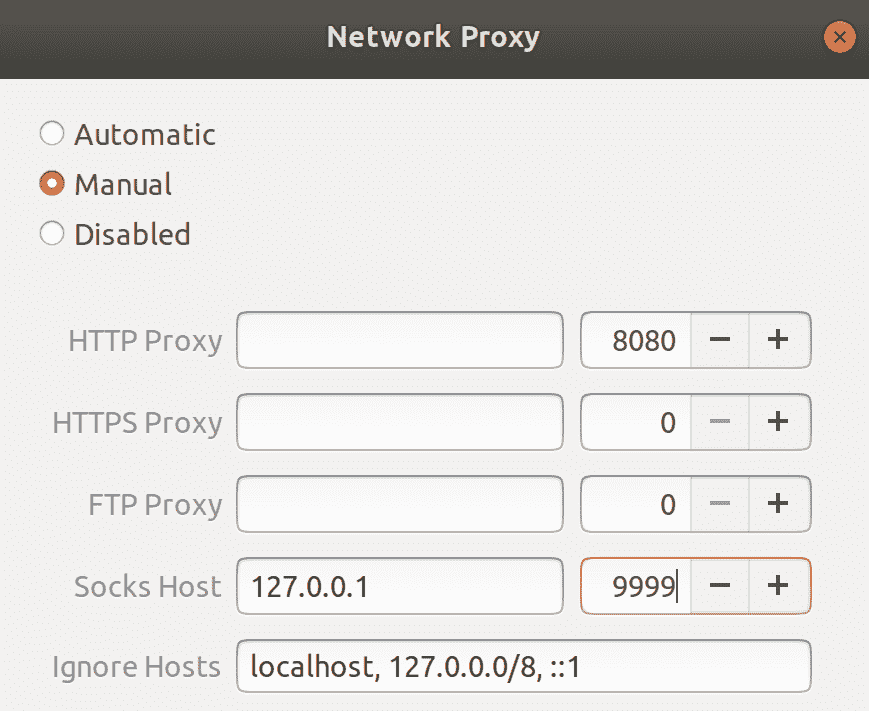 Network Proxy
Automatic
Manual
Disabled
HTTP Proxy 8080 − +
HTTPS Proxy 0 − +
FTP Proxy 0 − +
Socks Host 127.0.0.1 9999 − +
Ignore Hosts localhost, 127.0.0.0/8, ::1